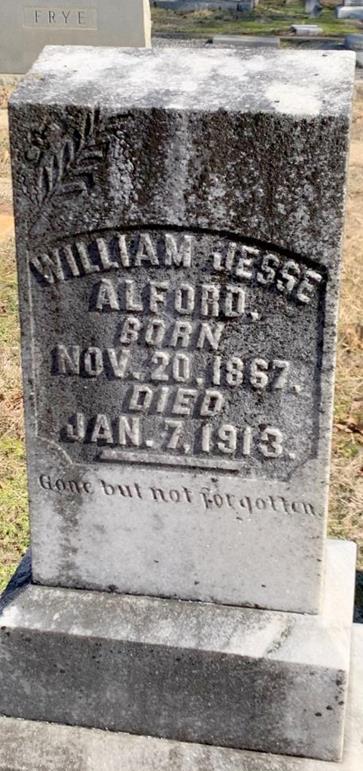 FRYE
WILLIAM JESSE
ALFORD.
BORN
NOV. 20, 1867.
DIED
JAN. 7, 1913.
Gone but not forgotten.